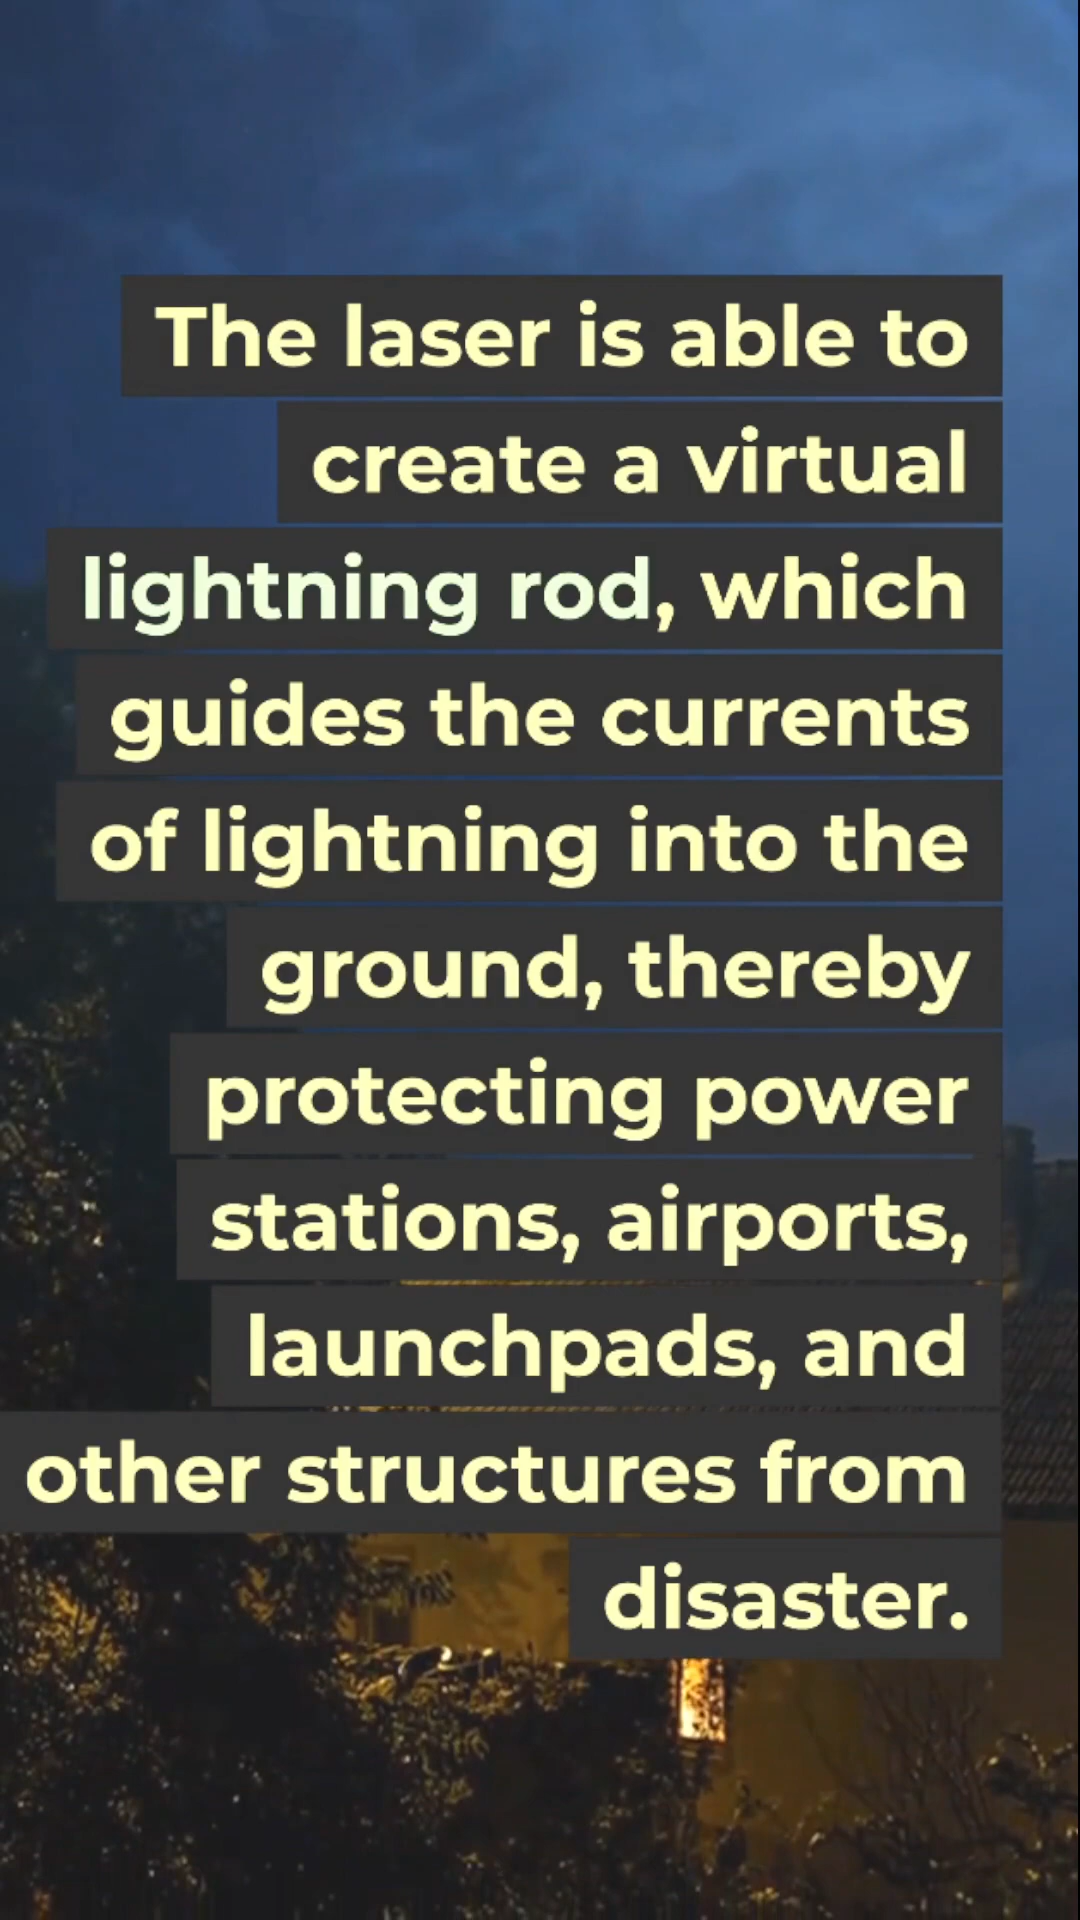 The laser is able to
create a virtual
lightning rod, which
guides the currents
of lightning into the
ground, thereby
protecting power
stations, airports,
launchpads, and
other structures from
disaster.